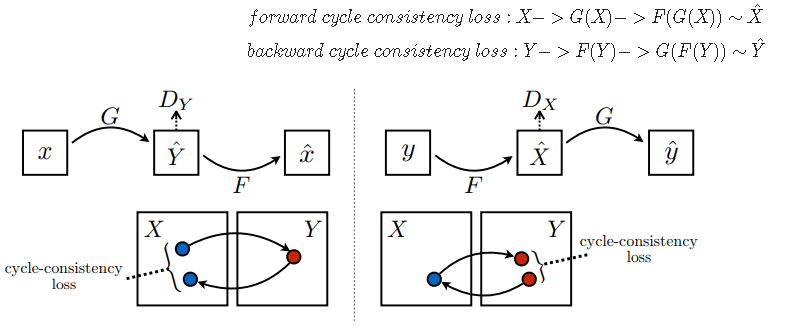 forward cycle consistency loss : X−> G(X)−> F(G(X)) ∼ X̂
backward cycle consistency loss : Y−> F(Y)−> G(F(Y)) ∼ Ŷ
D_Y D_X
G G
x Ŷ x̂ y X̂ ŷ
F F
X Y X Y
cycle-consistency
loss
cycle-consistency
loss